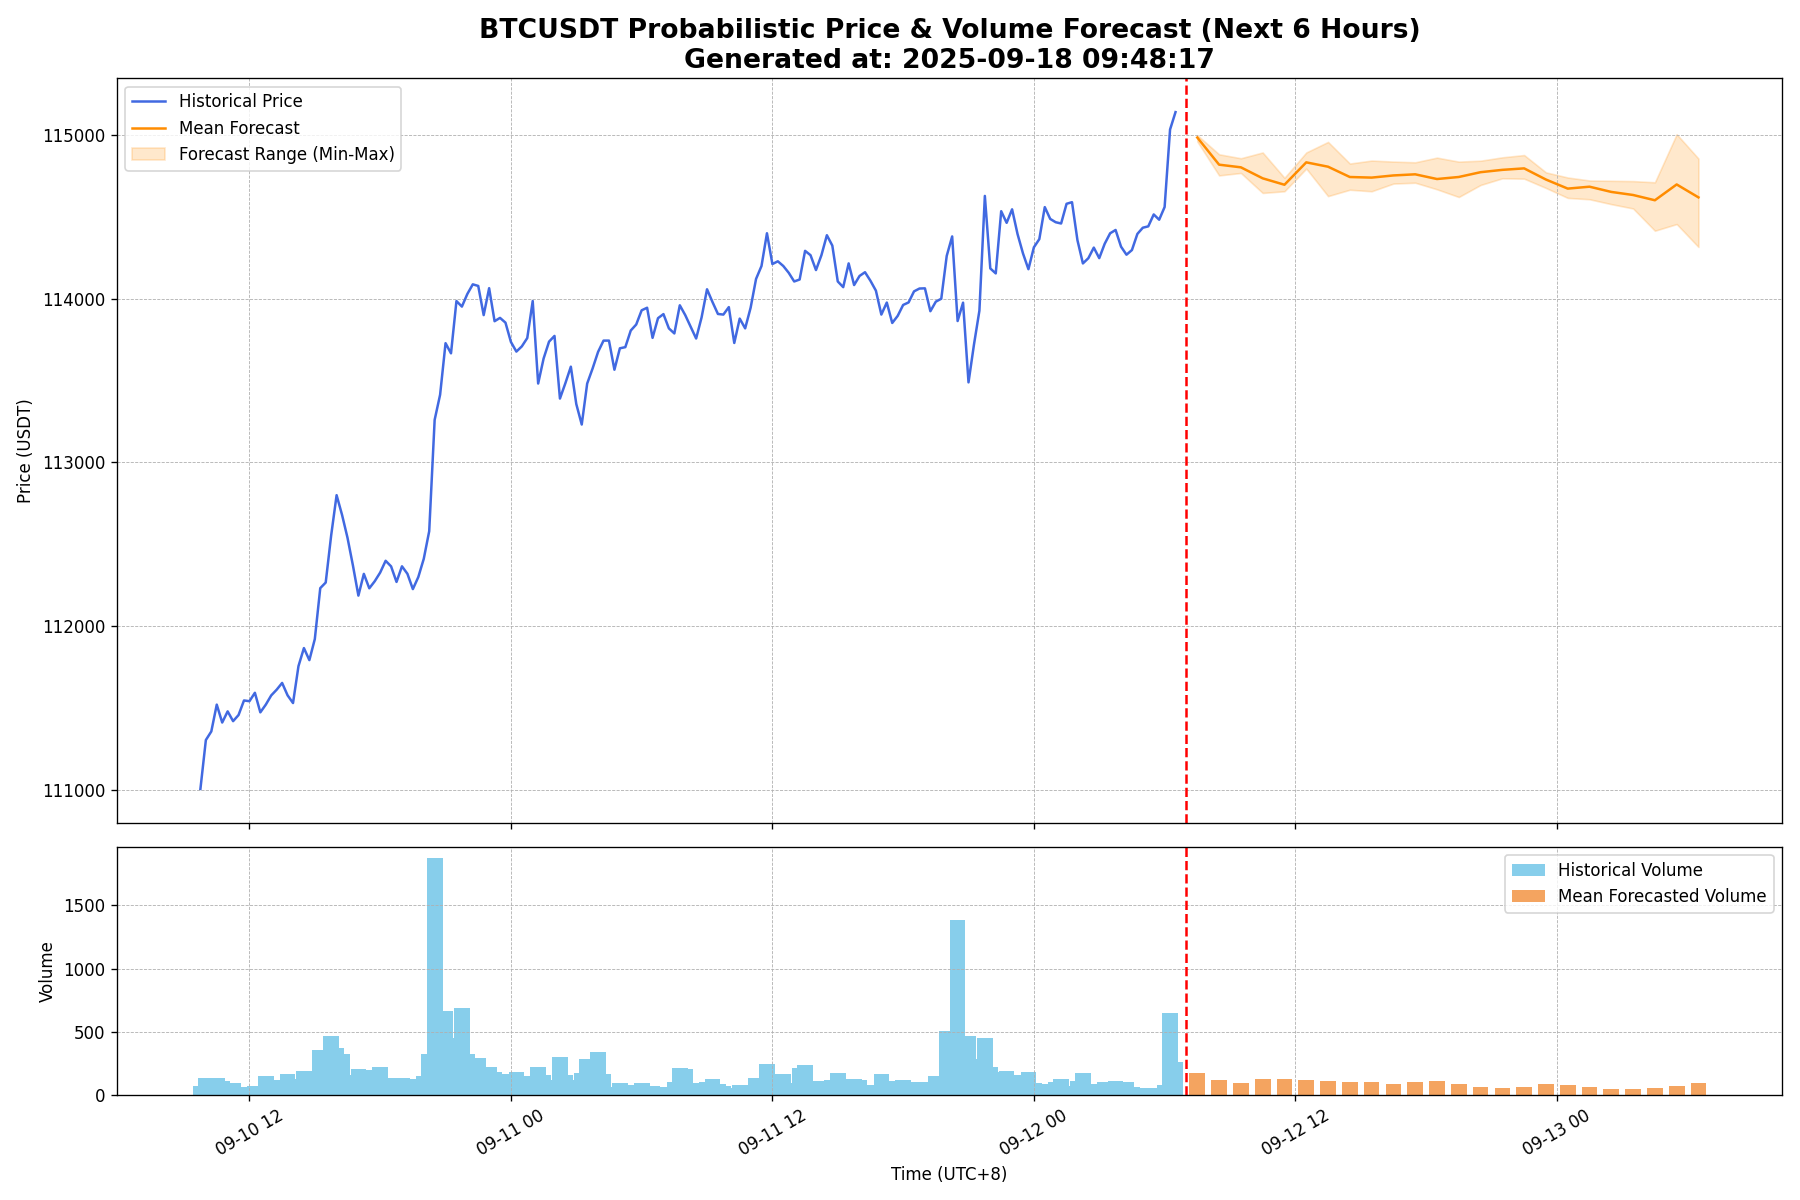 BTCUSDT Probabilistic Price & Volume Forecast (Next 6 Hours)
Generated at: 2025-09-18 09:48:17
Historical Price
Mean Forecast
Forecast Range (Min-Max)
115000
114000
113000
112000
111000
Price (USDT)
Historical Volume
Mean Forecasted Volume
1500
1000
500
0
Volume
09-10 12
09-11 00
09-11 12
09-12 00
09-12 12
09-13 00
Time (UTC+8)